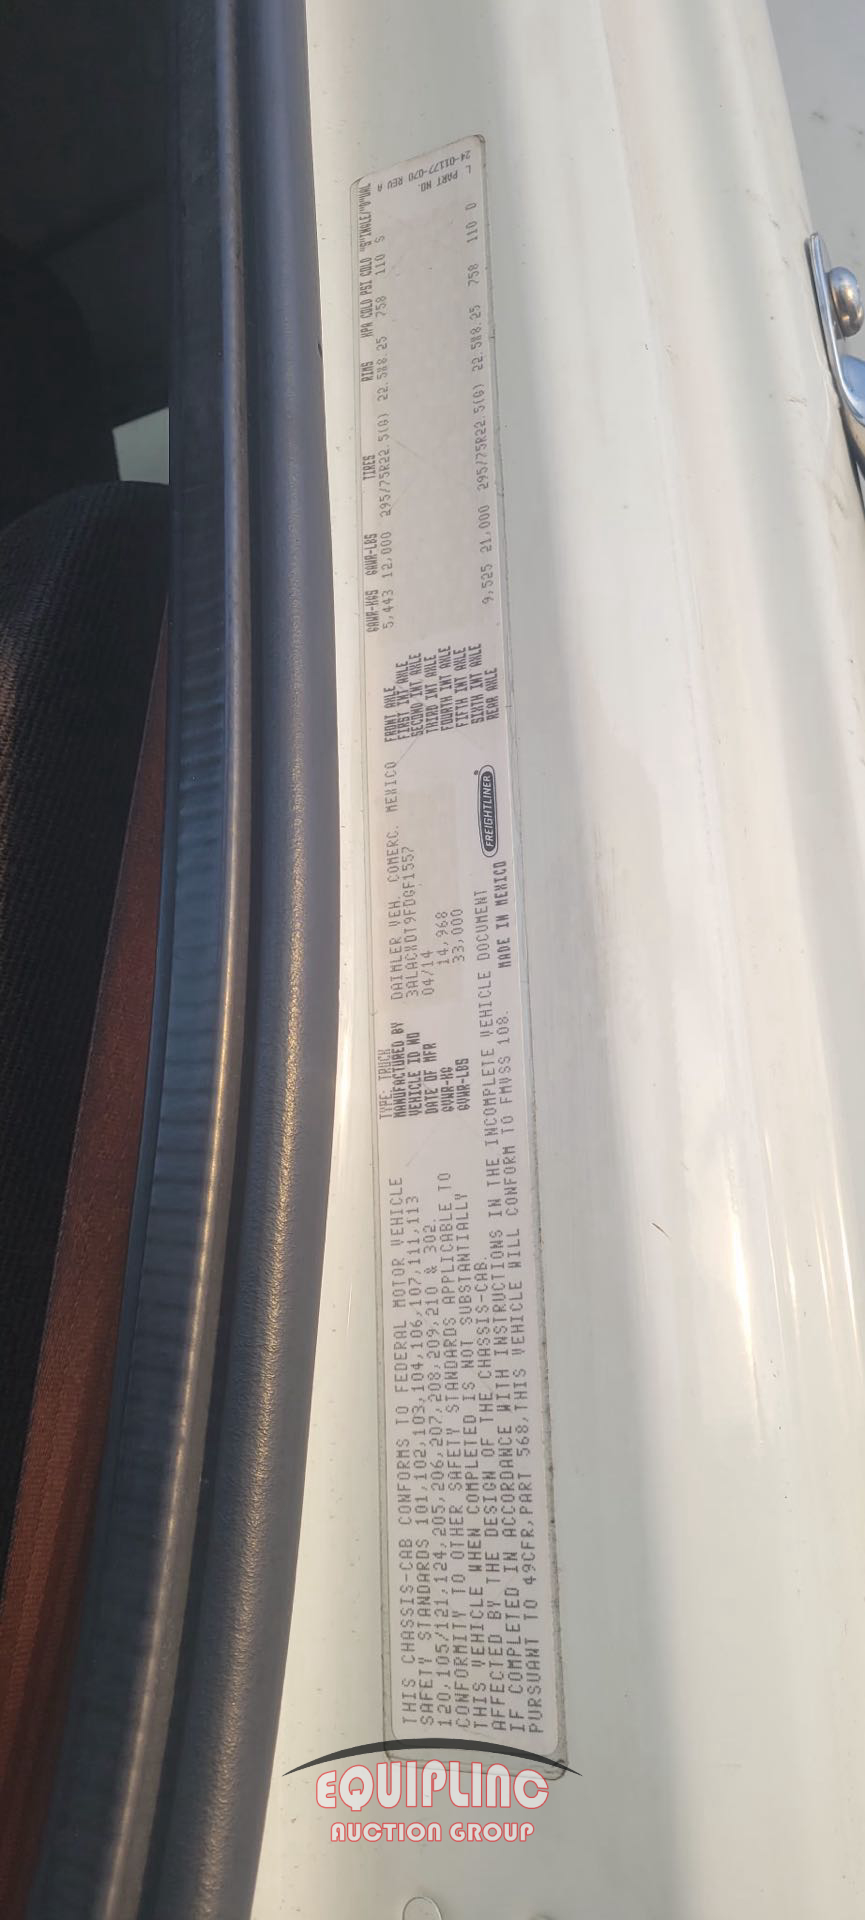 THIS CHASSIS-CAB CONFORMS TO FEDERAL MOTOR VEHICLE
SAFETY STANDARDS 101,102,103,104,106,107,111,113
120,105/121,124,205,206,207,208,209,210 & 302.
CONFORMITY TO OTHER SAFETY STANDARDS APPLICABLE TO
THIS VEHICLE WHEN COMPLETED IS NOT SUBSTANTIALLY
AFFECTED BY THE DESIGN OF THE CHASSIS-CAB.
IF COMPLETED IN ACCORDANCE WITH INSTRUCTIONS IN THE INCOMPLETE VEHICLE DOCUMENT
PURSUANT TO 49CFR,PART 568,THIS VEHICLE WILL CONFORM TO FMVSS 108. MADE IN MEXICO
TYPE: TRUCK
MANUFACTURED BY DAIMLER VEH. COMERC. MEXICO
VEHICLE ID NO 3ALACXDT9FDGF1557
DATE OF MFR 04/14
GVWR-KG 14,968
GVWR-LBS 33,000
FREIGHTLINER®
GAWR-KGS GAWR-LBS TIRES RIMS KPA COLD PSI COLD "S"INGLE/"D"UAL
FRONT AXLE 5,443 12,000 295/75R22.5(G) 22.5X8.25 758 110 S
FIRST INT AXLE
SECOND INT AXLE
THIRD INT AXLE
FOURTH INT AXLE
FIFTH INT AXLE
SIXTH INT AXLE
REAR AXLE 9,525 21,000 295/75R22.5(G) 22.5X8.25 758 110 D
L PART NO.
24-01177-070 REV A
EQUIPLINC
AUCTION GROUP